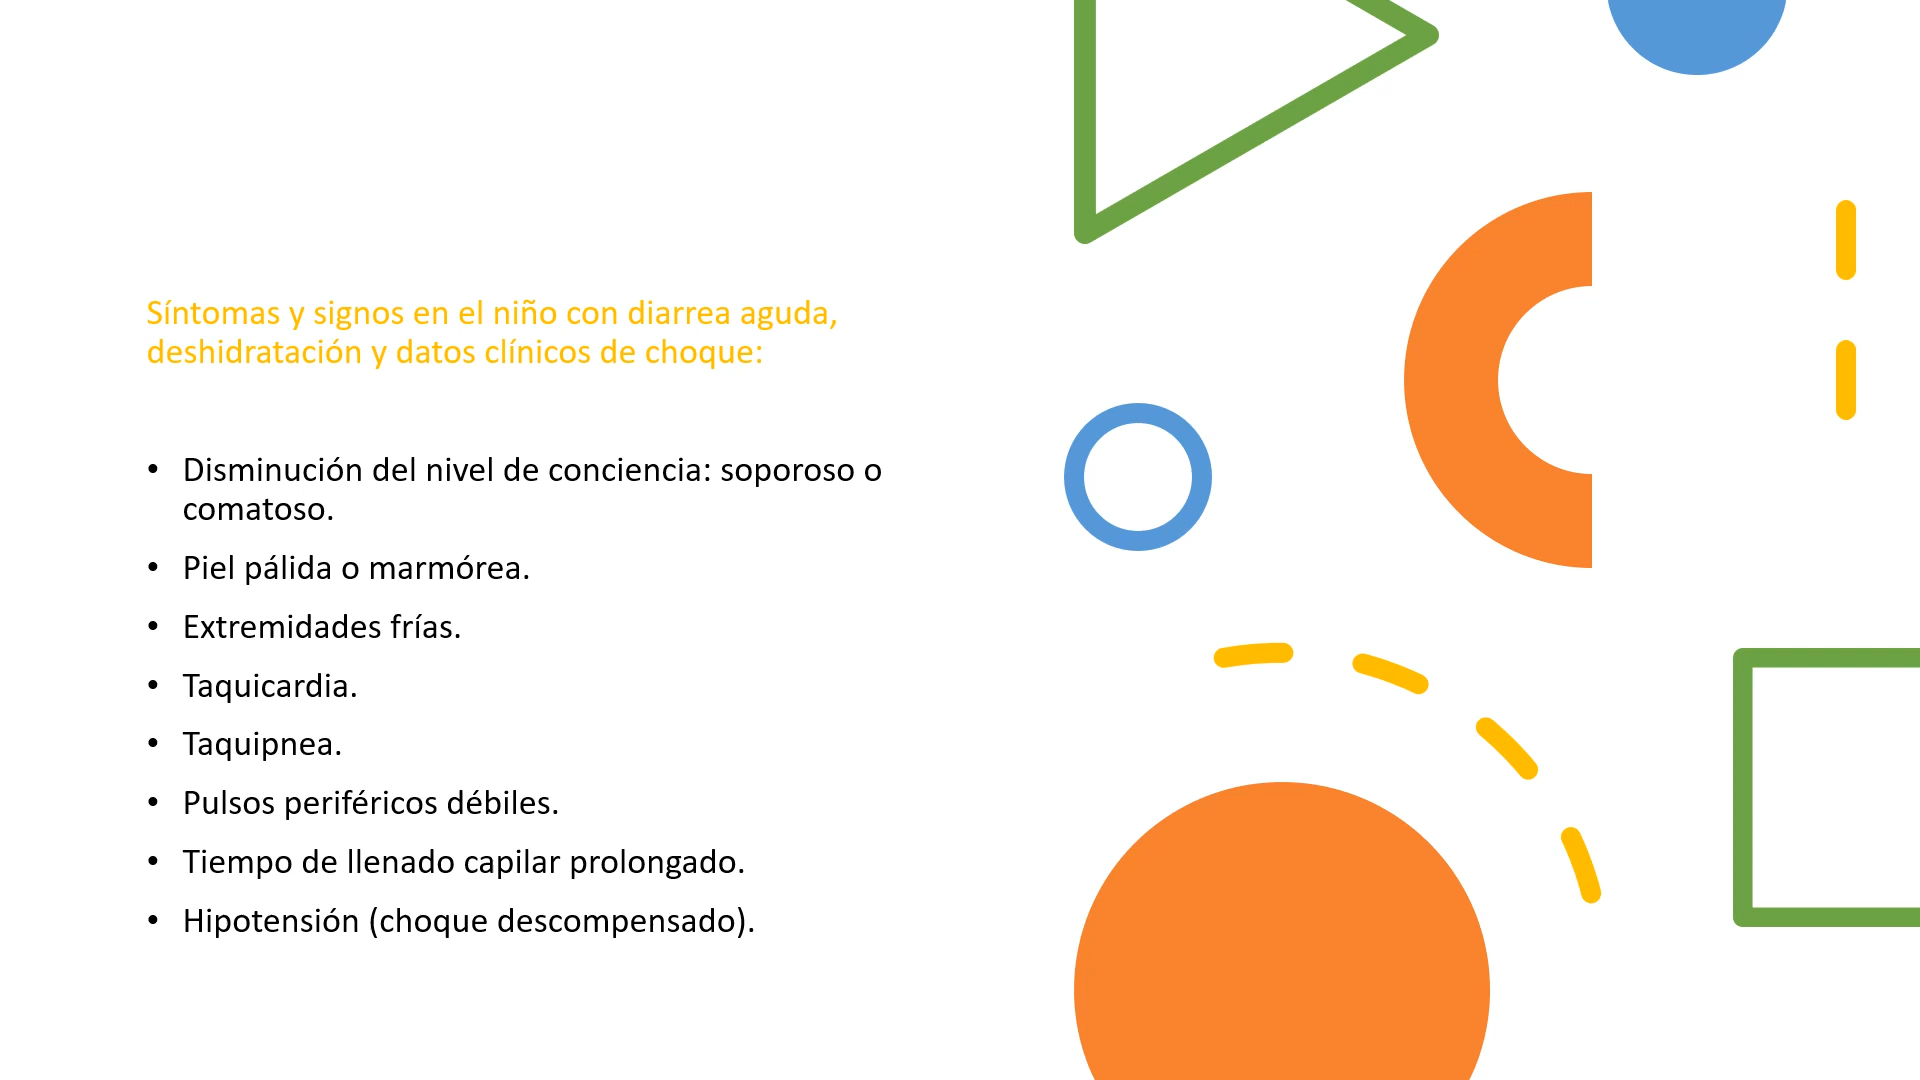 Síntomas y signos en el niño con diarrea aguda,
deshidratación y datos clínicos de choque:
• Disminución del nivel de conciencia: soporoso o
comatoso.
• Piel pálida o marmórea.
• Extremidades frías.
• Taquicardia.
• Taquipnea.
• Pulsos periféricos débiles.
• Tiempo de llenado capilar prolongado.
• Hipotensión (choque descompensado).